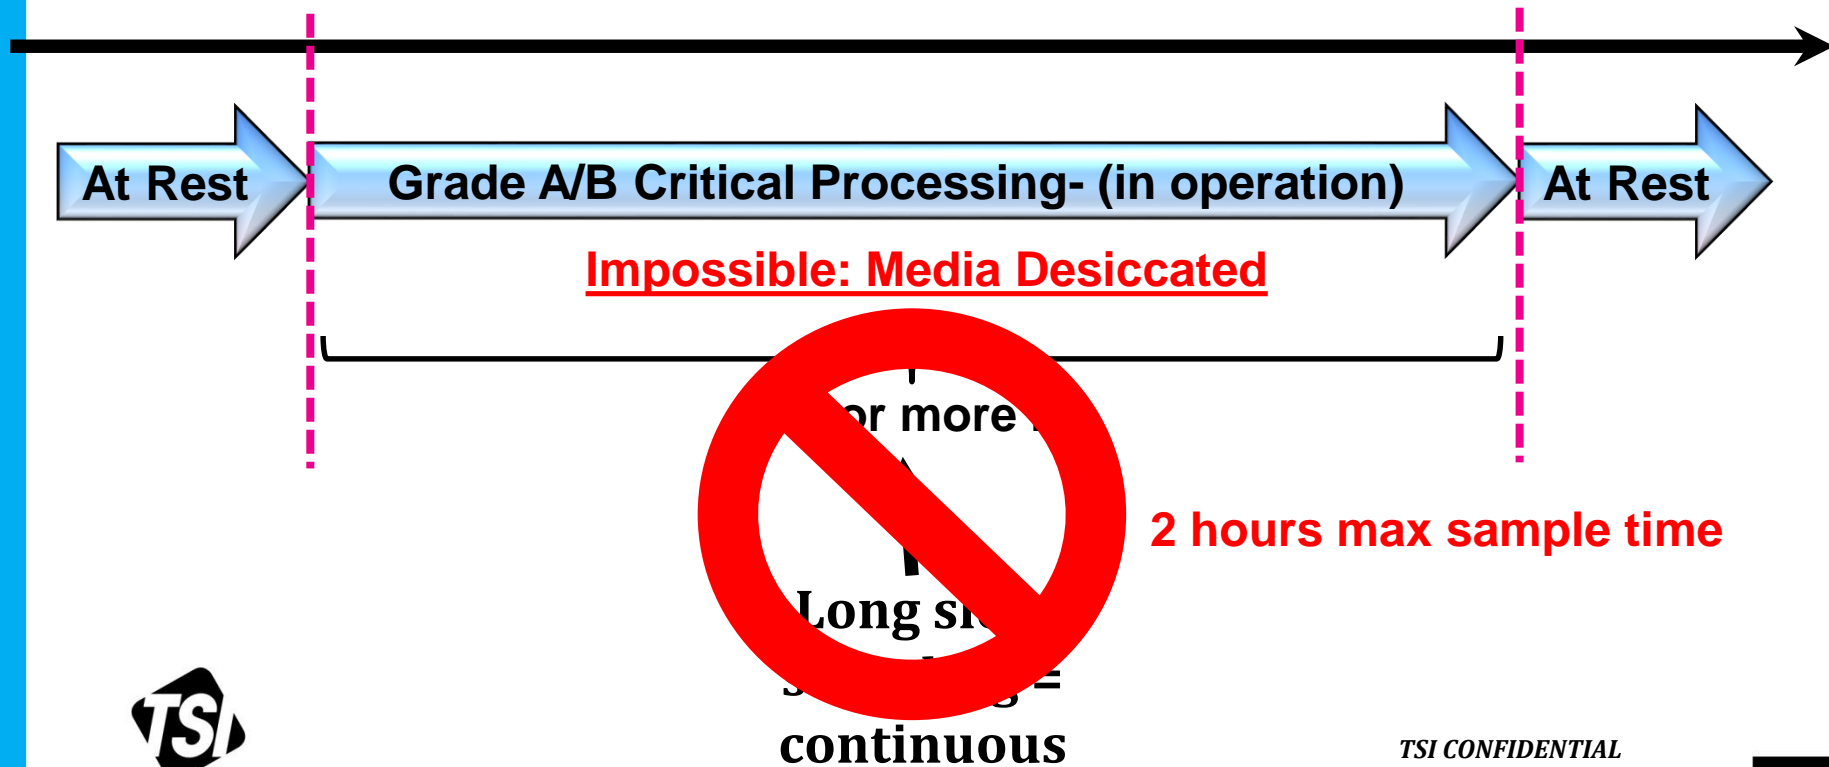 At Rest
Grade A/B Critical Processing- (in operation)
At Rest
Impossible: Media Desiccated
or more
2 hours max sample time
Long
=
continuous
TSI
TSI CONFIDENTIAL